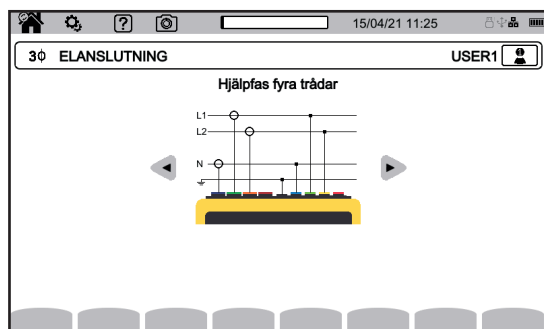 ? 15/04/21 11:25
3ϕ ELANSLUTNING USER1
Hjälpfas fyra trådar
L1
L2
N